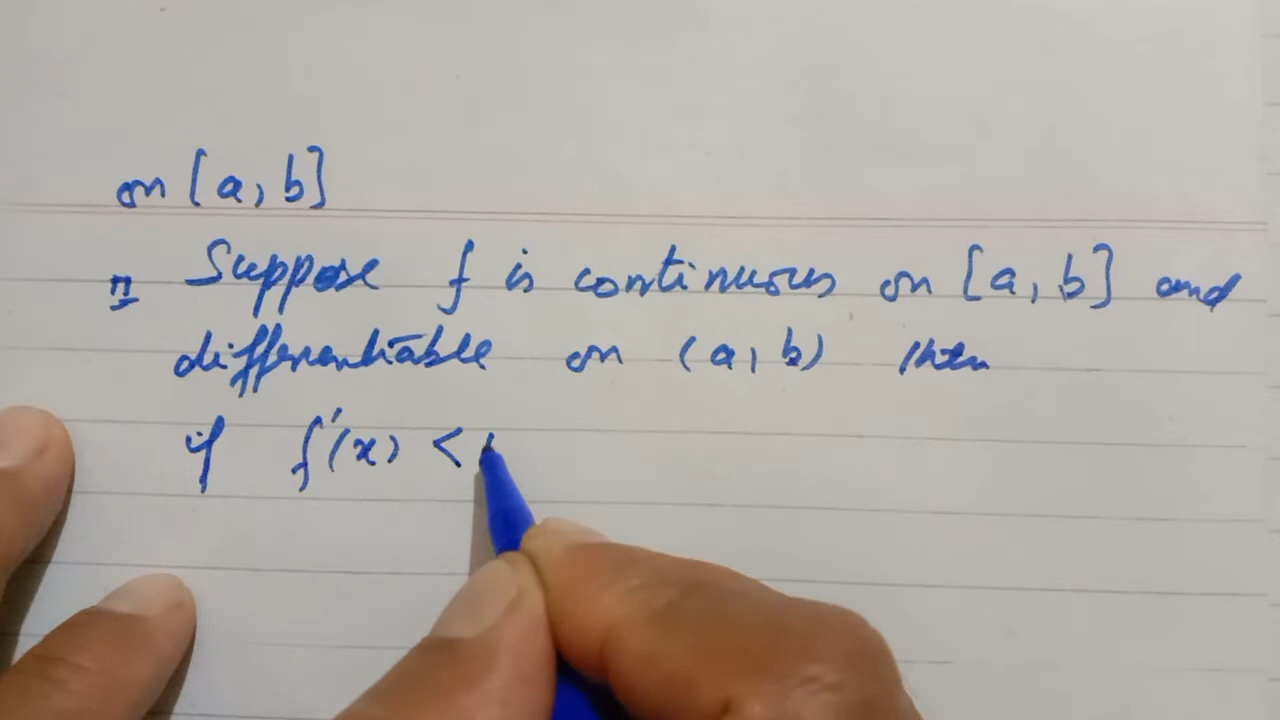 on [a, b]
II Suppose f is continuous on [a, b] and
differentiable on (a, b) then
if f'(x) <